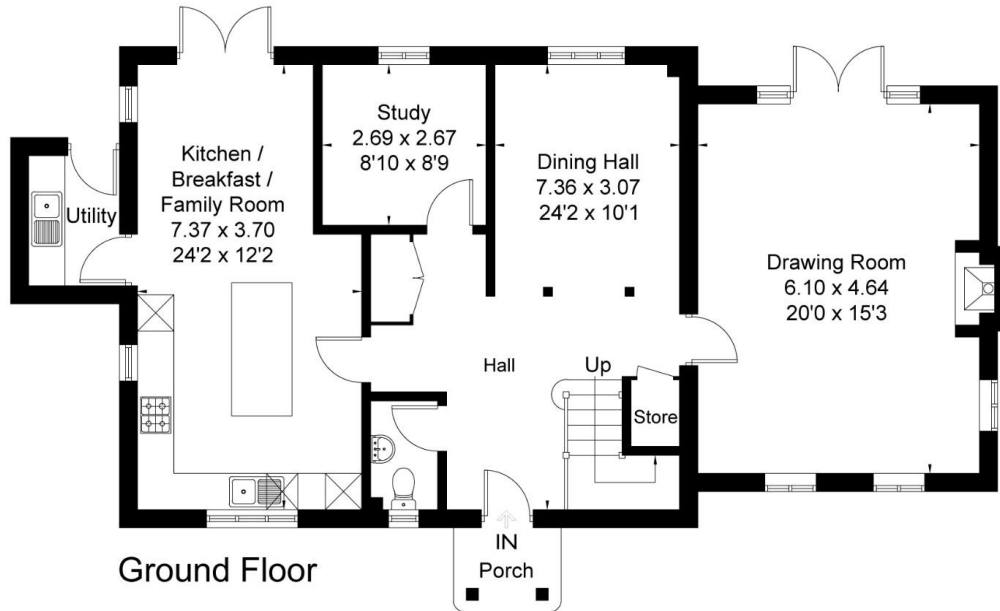 Study
2.69 x 2.67
8'10 x 8'9
Kitchen /
Breakfast /
Family Room
7.37 x 3.70
24'2 x 12'2
Dining Hall
7.36 x 3.07
24'2 x 10'1
Utility
Drawing Room
6.10 x 4.64
20'0 x 15'3
Hall
Up
Store
IN
Porch
Ground Floor